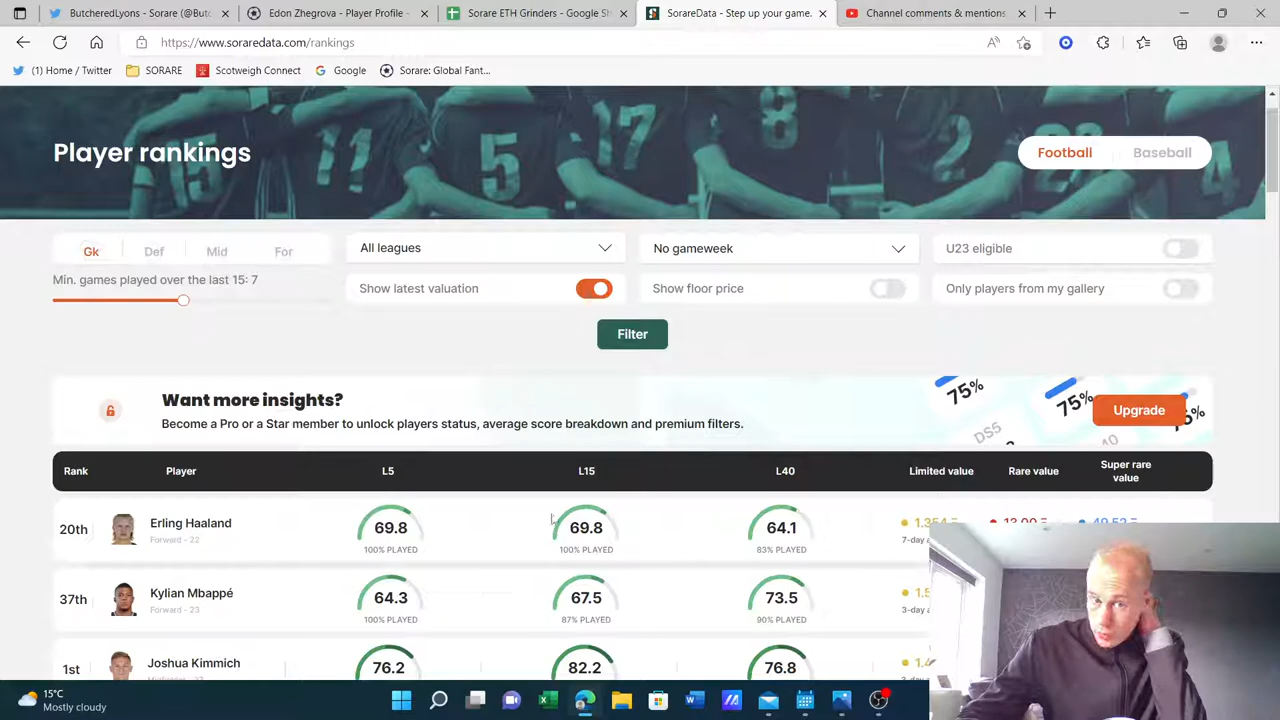 ButcheredLyons - Sorare (@Butc
Edon Zhegrova - Player Profile -
Sorare ETH Grinders - Google Sh
SorareData - Step up your game.
Channel comments & mentions
https://www.soraredata.com/rankings
(1) Home / Twitter
SORARE
Scotweigh Connect
Google
Sorare: Global Fant...
Player rankings
Football
Baseball
Gk
Def
Mid
For
All leagues
No gameweek
U23 eligible
Min. games played over the last 15: 7
Show latest valuation
Show floor price
Only players from my gallery
Filter
Want more insights?
Become a Pro or a Star member to unlock players status, average score breakdown and premium filters.
75%
75%
Upgrade
DS5
Rank
Player
L5
L15
L40
Limited value
Rare value
Super rare
value
20th
Erling Haaland
Forward - 22
69.8
100% PLAYED
69.8
100% PLAYED
64.1
83% PLAYED
7-day a
37th
Kylian Mbappé
Forward - 23
64.3
100% PLAYED
67.5
87% PLAYED
73.5
90% PLAYED
1.5
3-day a
1st
Joshua Kimmich
76.2
82.2
76.8
1.4
15°C
Mostly cloudy